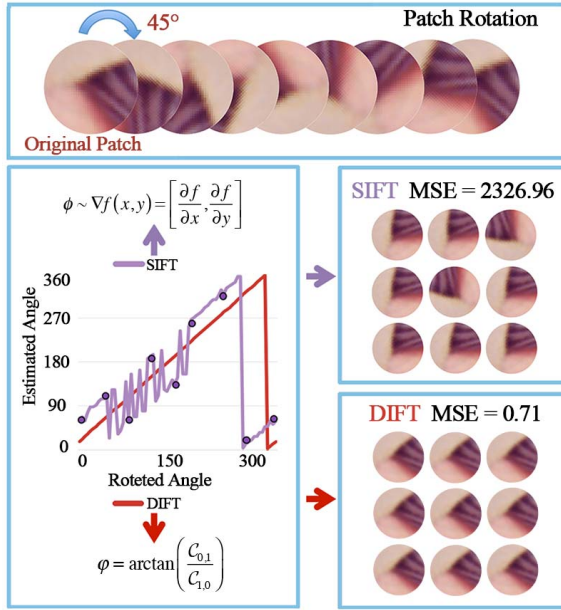 45°
Patch Rotation
Original Patch
ϕ ~ ∇f(x,y) = [∂f/∂x, ∂f/∂y]
SIFT
360
270
180
90
0
Estimated Angle
0 150 300
Roteted Angle
DIFT
φ = arctan(C₀,₁/C₁,₀)
SIFT MSE = 2326.96
DIFT MSE = 0.71